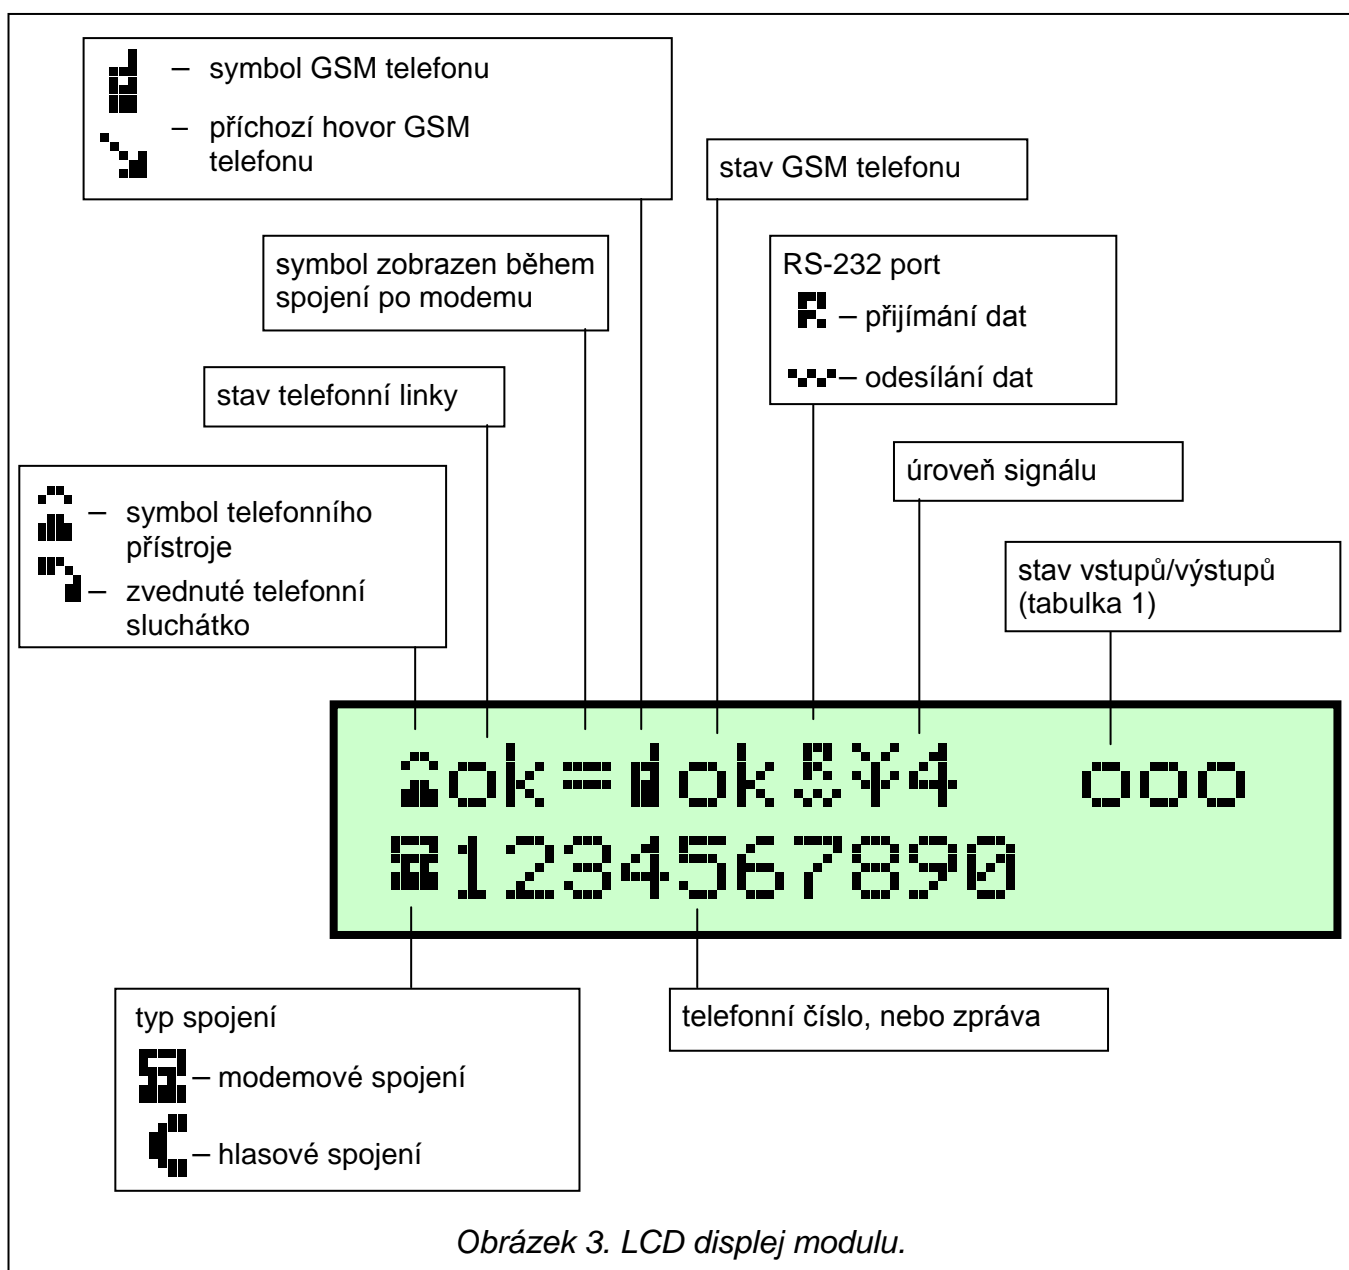 – symbol GSM telefonu
– příchozí hovor GSM
telefonu
stav GSM telefonu
symbol zobrazen během
spojení po modemu
RS-232 port
– přijímání dat
– odesílání dat
stav telefonní linky
úroveň signálu
– symbol telefonního
přístroje
– zvednuté telefonní
sluchátko
stav vstupů/výstupů
(tabulka 1)
ok = ok 4 ooo
1234567890
typ spojení
– modemové spojení
– hlasové spojení
telefonní číslo, nebo zpráva
Obrázek 3. LCD displej modulu.